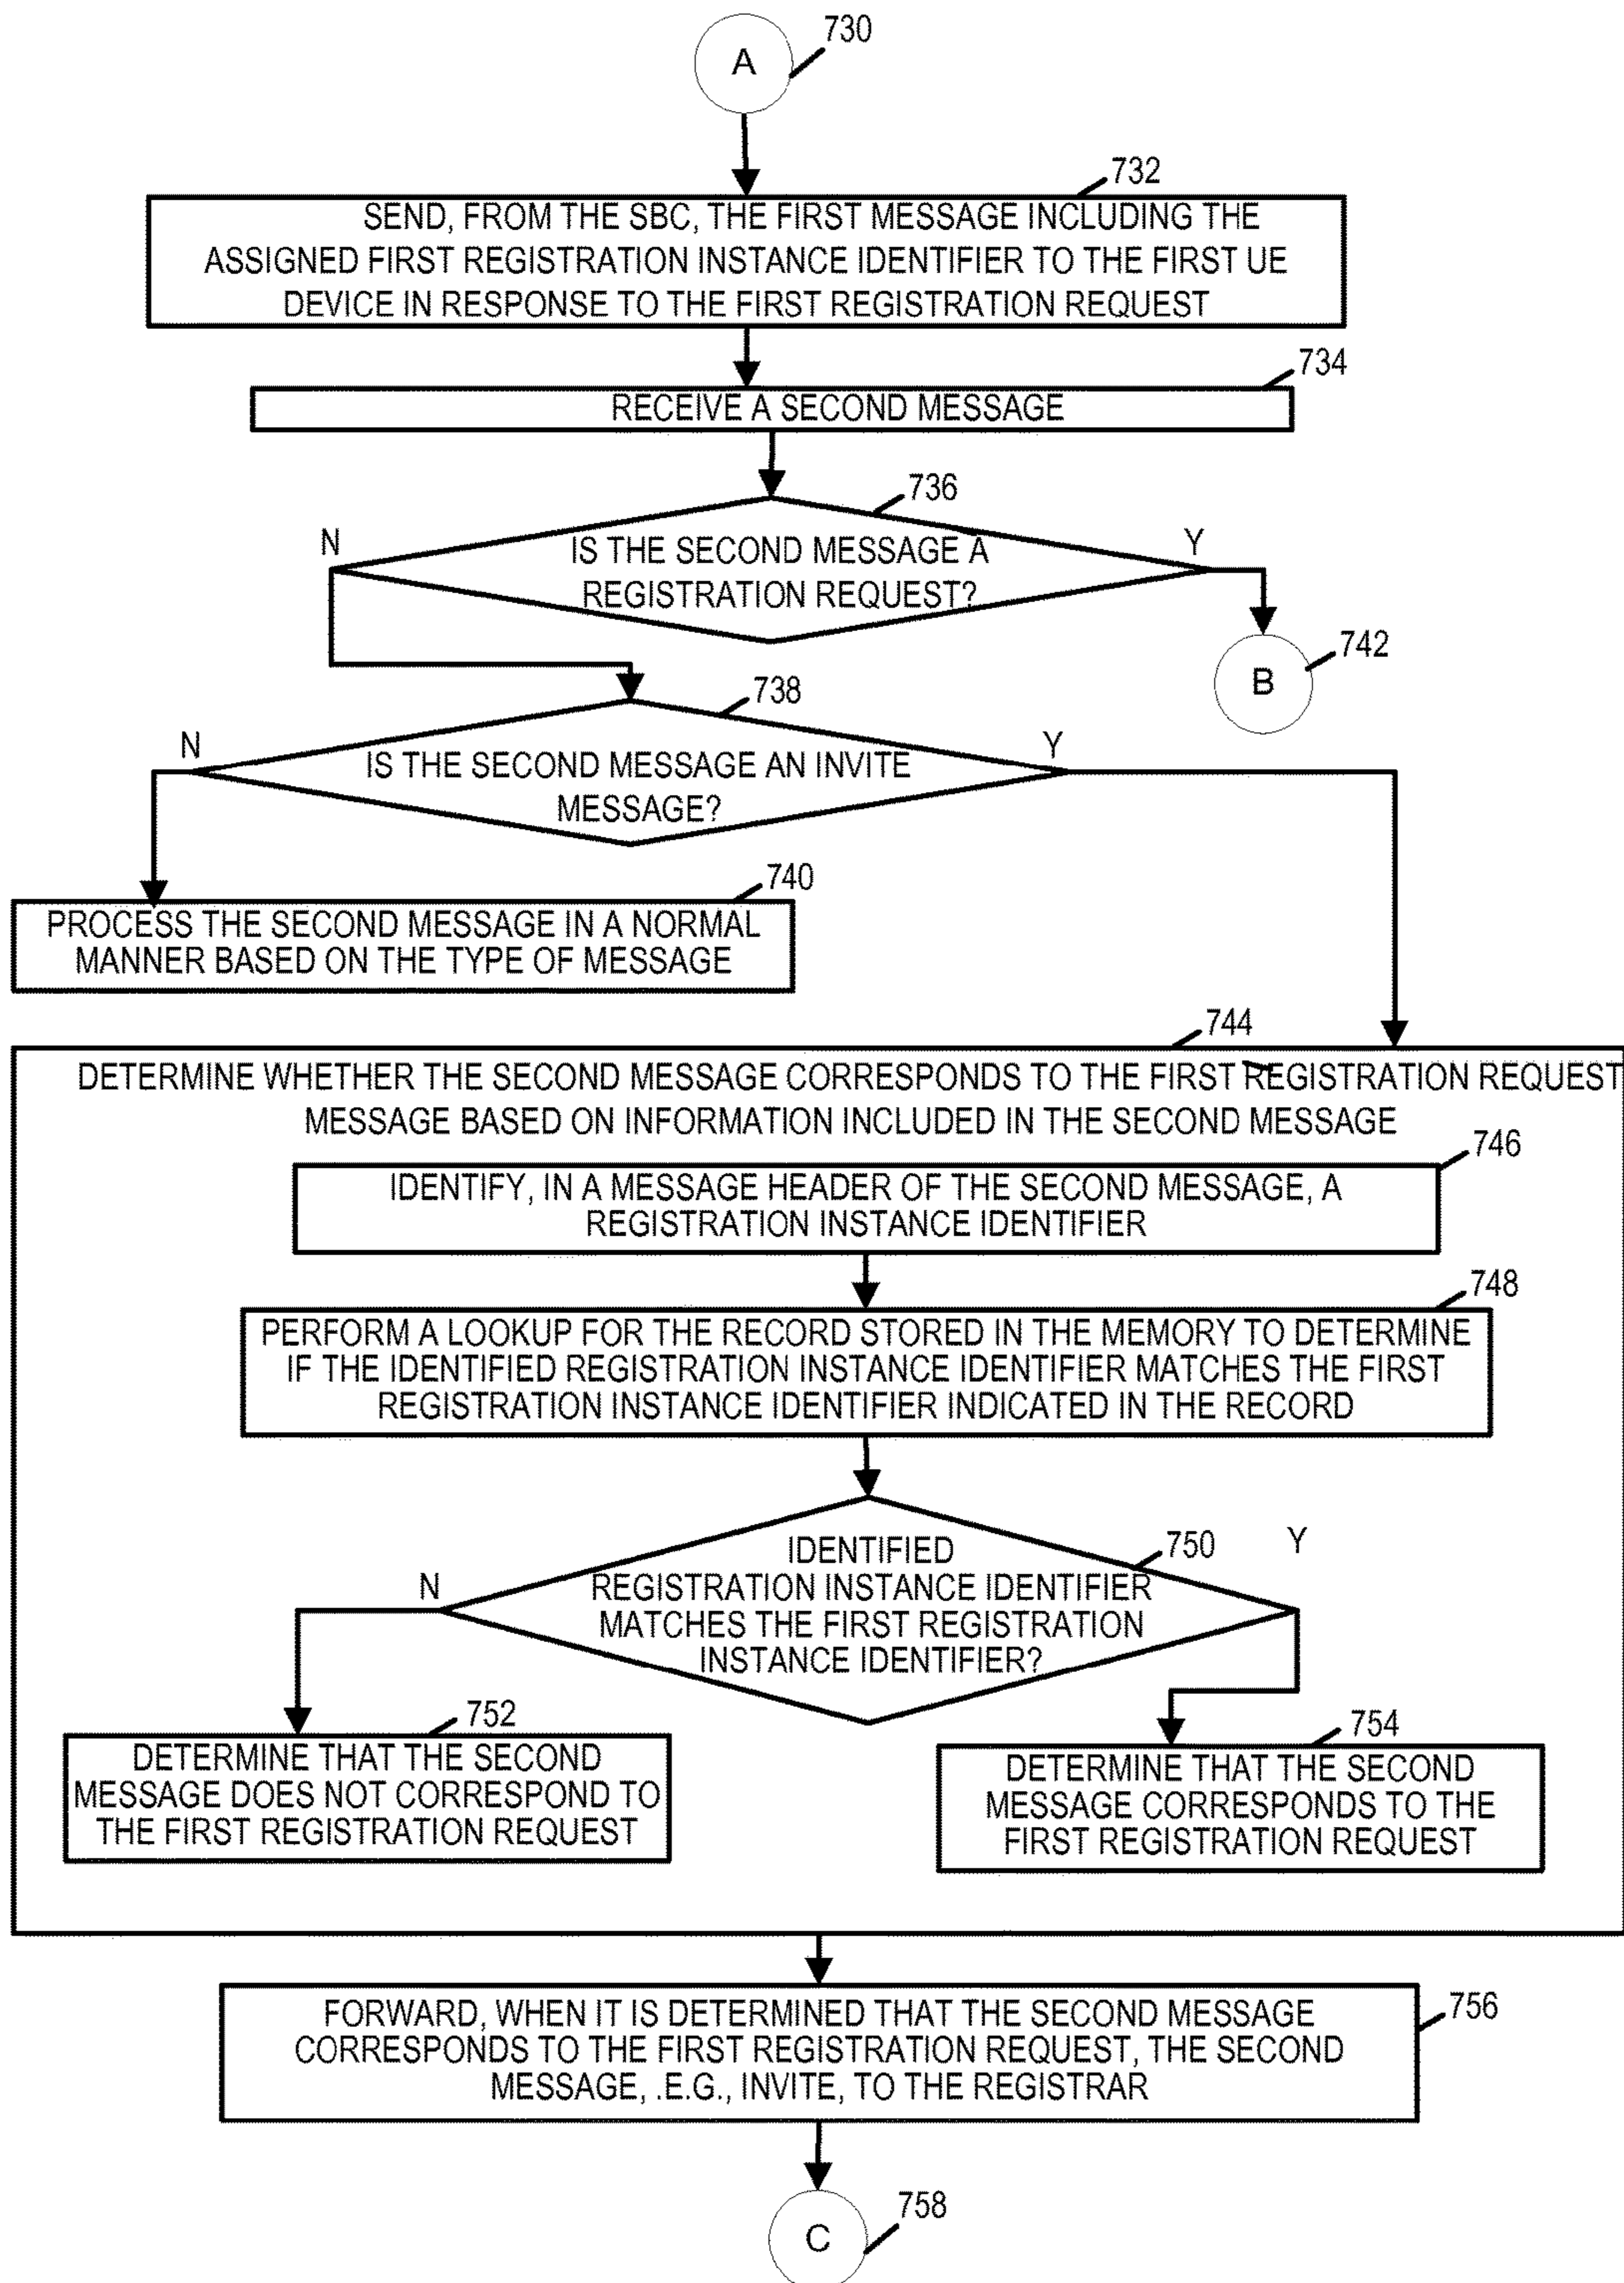 A
730
732
SEND, FROM THE SBC, THE FIRST MESSAGE INCLUDING THE
ASSIGNED FIRST REGISTRATION INSTANCE IDENTIFIER TO THE FIRST UE
DEVICE IN RESPONSE TO THE FIRST REGISTRATION REQUEST
734
RECEIVE A SECOND MESSAGE
736
N
IS THE SECOND MESSAGE A
REGISTRATION REQUEST?
Y
742
B
738
N
IS THE SECOND MESSAGE AN INVITE
MESSAGE?
Y
740
PROCESS THE SECOND MESSAGE IN A NORMAL
MANNER BASED ON THE TYPE OF MESSAGE
744
DETERMINE WHETHER THE SECOND MESSAGE CORRESPONDS TO THE FIRST REGISTRATION REQUEST
MESSAGE BASED ON INFORMATION INCLUDED IN THE SECOND MESSAGE
746
IDENTIFY, IN A MESSAGE HEADER OF THE SECOND MESSAGE, A
REGISTRATION INSTANCE IDENTIFIER
748
PERFORM A LOOKUP FOR THE RECORD STORED IN THE MEMORY TO DETERMINE
IF THE IDENTIFIED REGISTRATION INSTANCE IDENTIFIER MATCHES THE FIRST
REGISTRATION INSTANCE IDENTIFIER INDICATED IN THE RECORD
750
N
IDENTIFIED
REGISTRATION INSTANCE IDENTIFIER
MATCHES THE FIRST REGISTRATION
INSTANCE IDENTIFIER?
Y
752
DETERMINE THAT THE SECOND
MESSAGE DOES NOT CORRESPOND TO
THE FIRST REGISTRATION REQUEST
754
DETERMINE THAT THE SECOND
MESSAGE CORRESPONDS TO THE
FIRST REGISTRATION REQUEST
756
FORWARD, WHEN IT IS DETERMINED THAT THE SECOND MESSAGE
CORRESPONDS TO THE FIRST REGISTRATION REQUEST, THE SECOND
MESSAGE, .E.G., INVITE, TO THE REGISTRAR
758
C